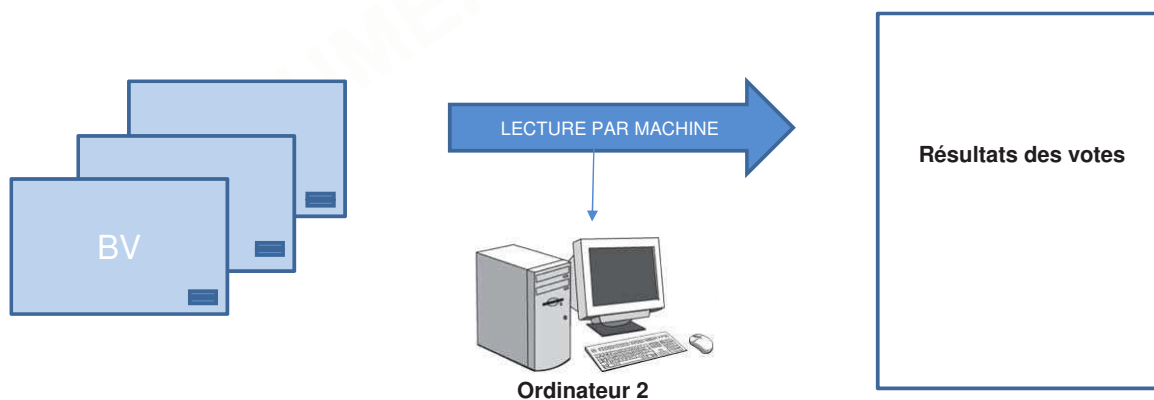 BV
LECTURE PAR MACHINE
Ordinateur 2
Résultats des votes